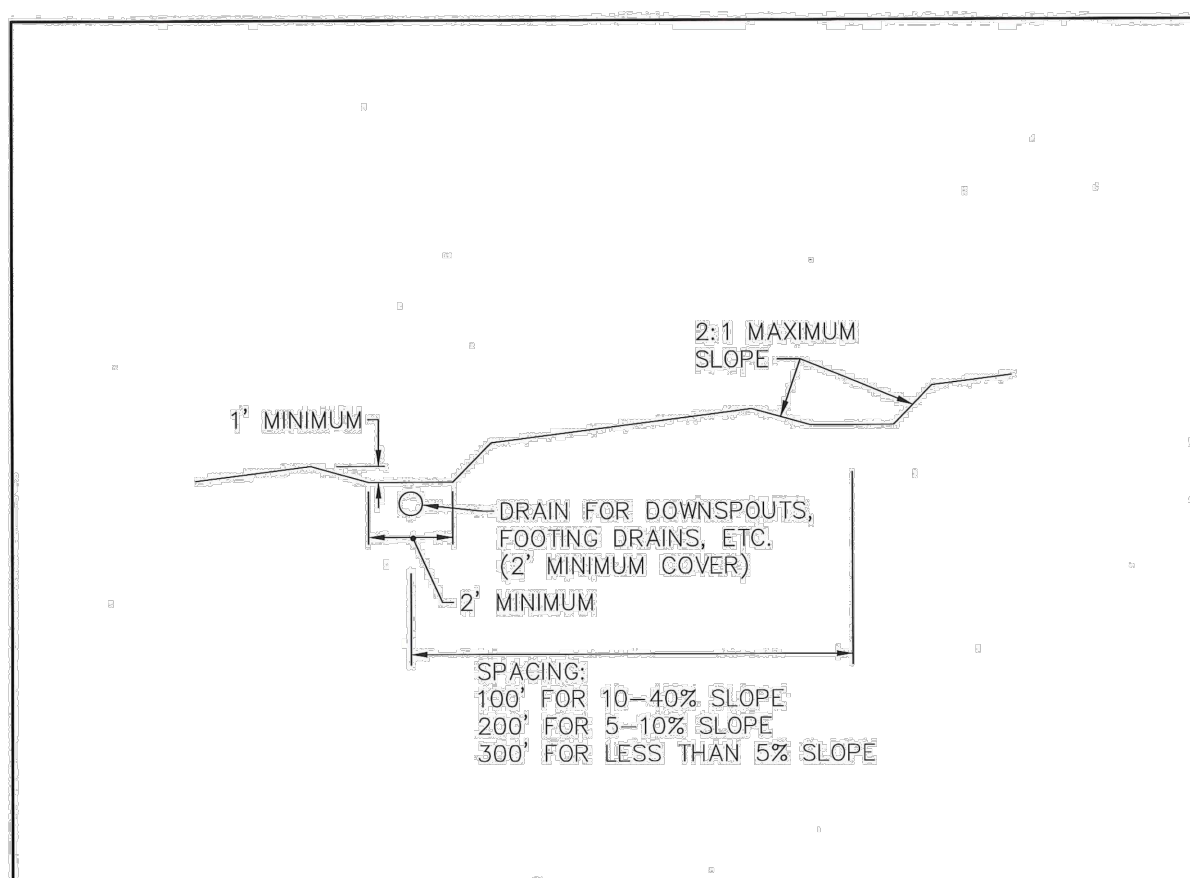 2:1 MAXIMUM
SLOPE
1' MINIMUM
DRAIN FOR DOWNSPOUTS,
FOOTING DRAINS, ETC.
(2' MINIMUM COVER)
2' MINIMUM
SPACING:
100' FOR 10-40% SLOPE
200' FOR 5-10% SLOPE
300' FOR LESS THAN 5% SLOPE